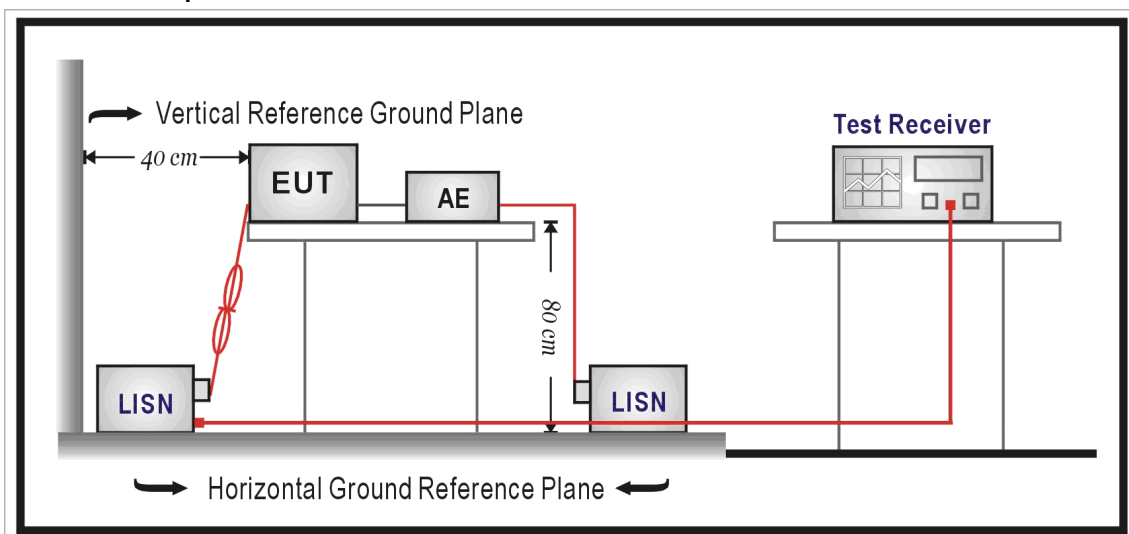 Vertical Reference Ground Plane
Test Receiver
40 cm
EUT
AE
80 cm
LISN
LISN
Horizontal Ground Reference Plane